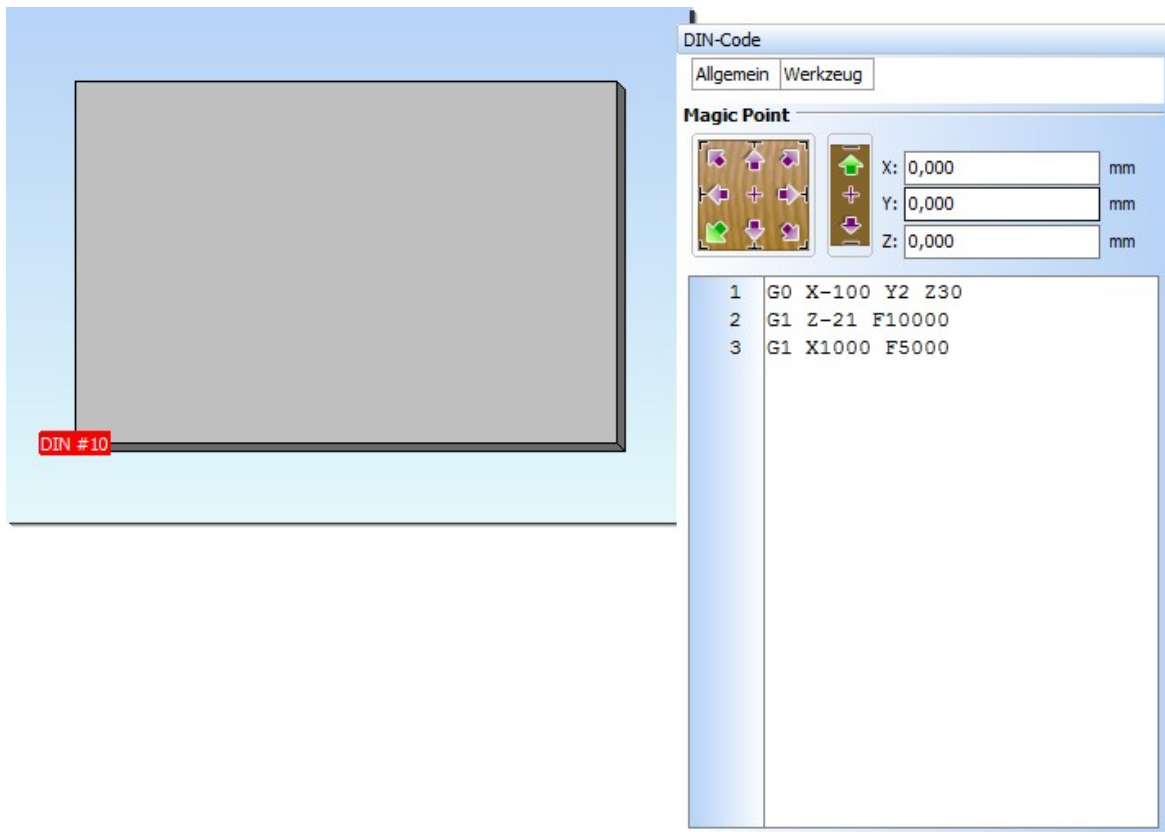 DIN-Code
Allgemein Werkzeug
Magic Point
X: 0,000 mm
Y: 0,000 mm
Z: 0,000 mm
1 G0 X-100 Y2 Z30
2 G1 Z-21 F10000
3 G1 X1000 F5000
DIN #10